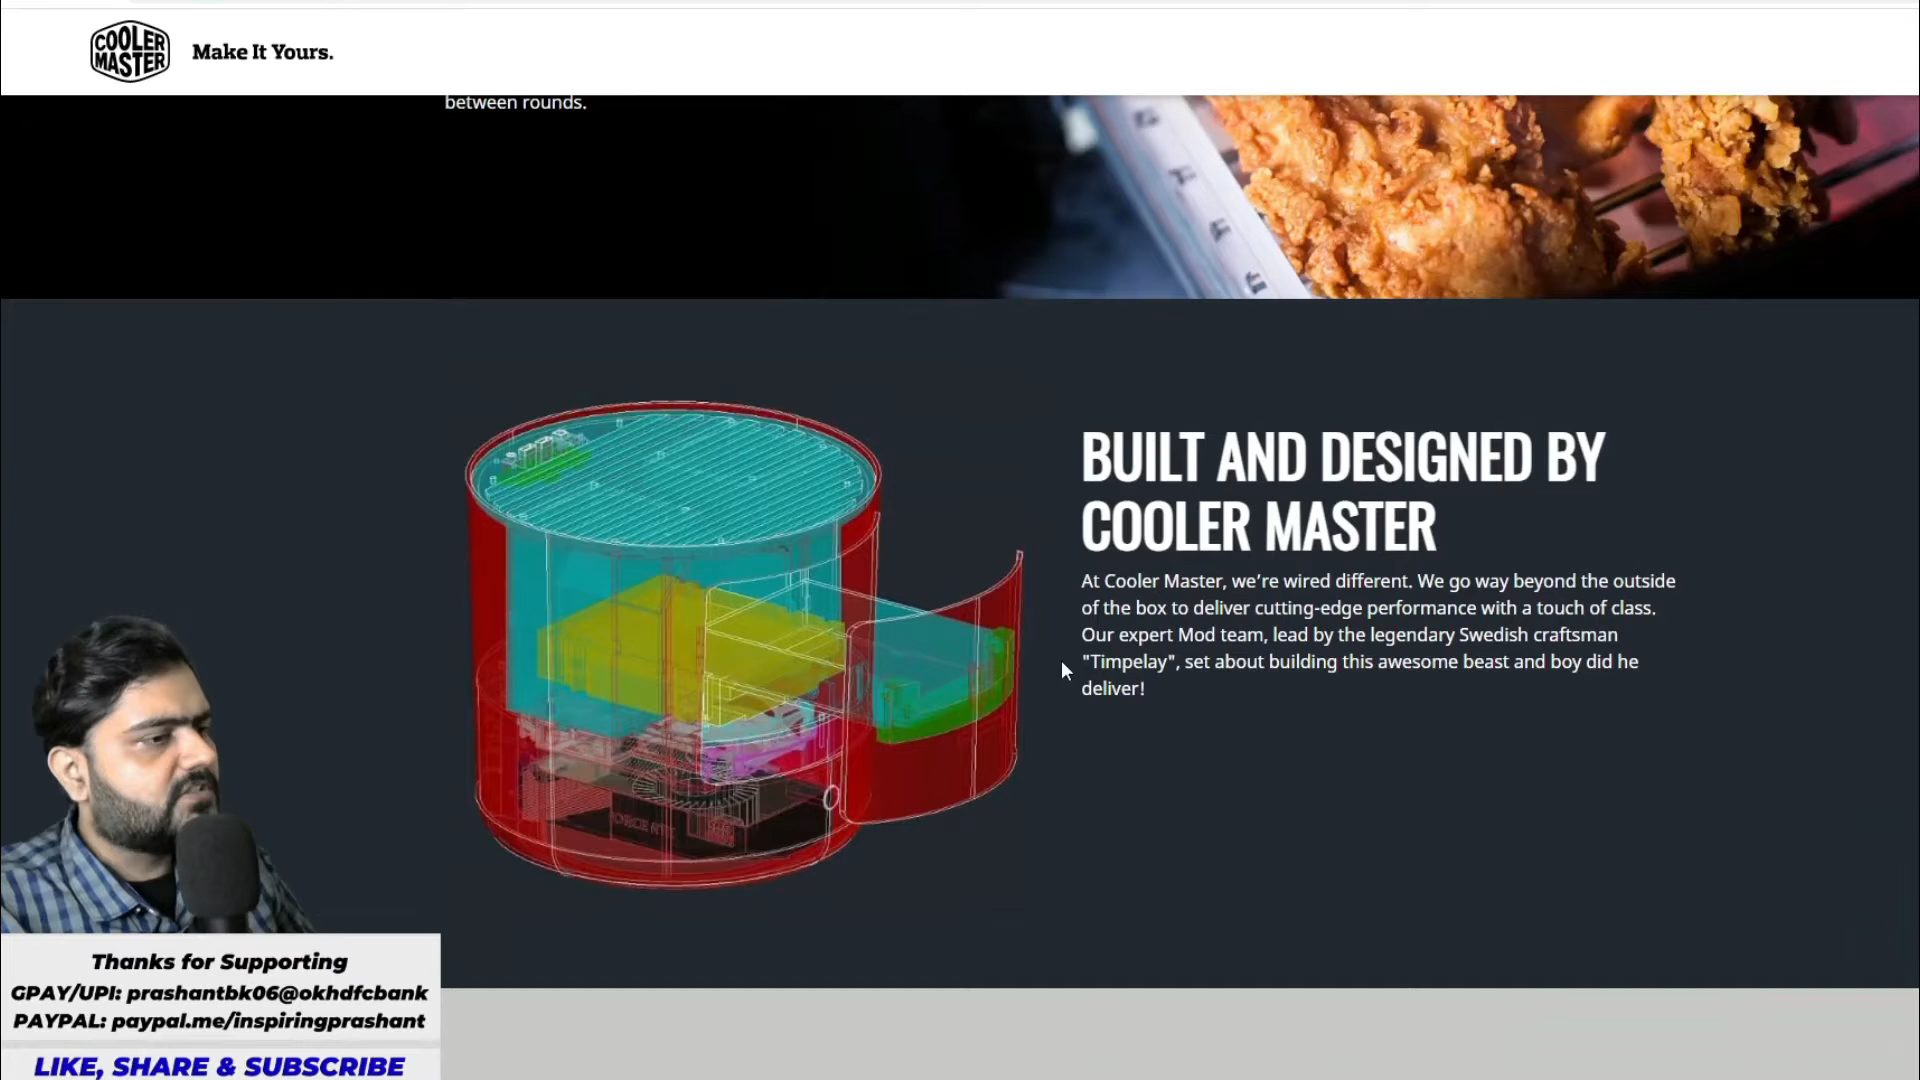 COOLER
MASTER
Make It Yours.
between rounds.
BUILT AND DESIGNED BY
COOLER MASTER
At Cooler Master, we’re wired different. We go way beyond the outside
of the box to deliver cutting-edge performance with a touch of class.
Our expert Mod team, lead by the legendary Swedish craftsman
"Timpelay", set about building this awesome beast and boy did he
deliver!
Thanks for Supporting
GPAY/UPI: prashantbk06@okhdfcbank
PAYPAL: paypal.me/inspiringprashant
LIKE, SHARE & SUBSCRIBE